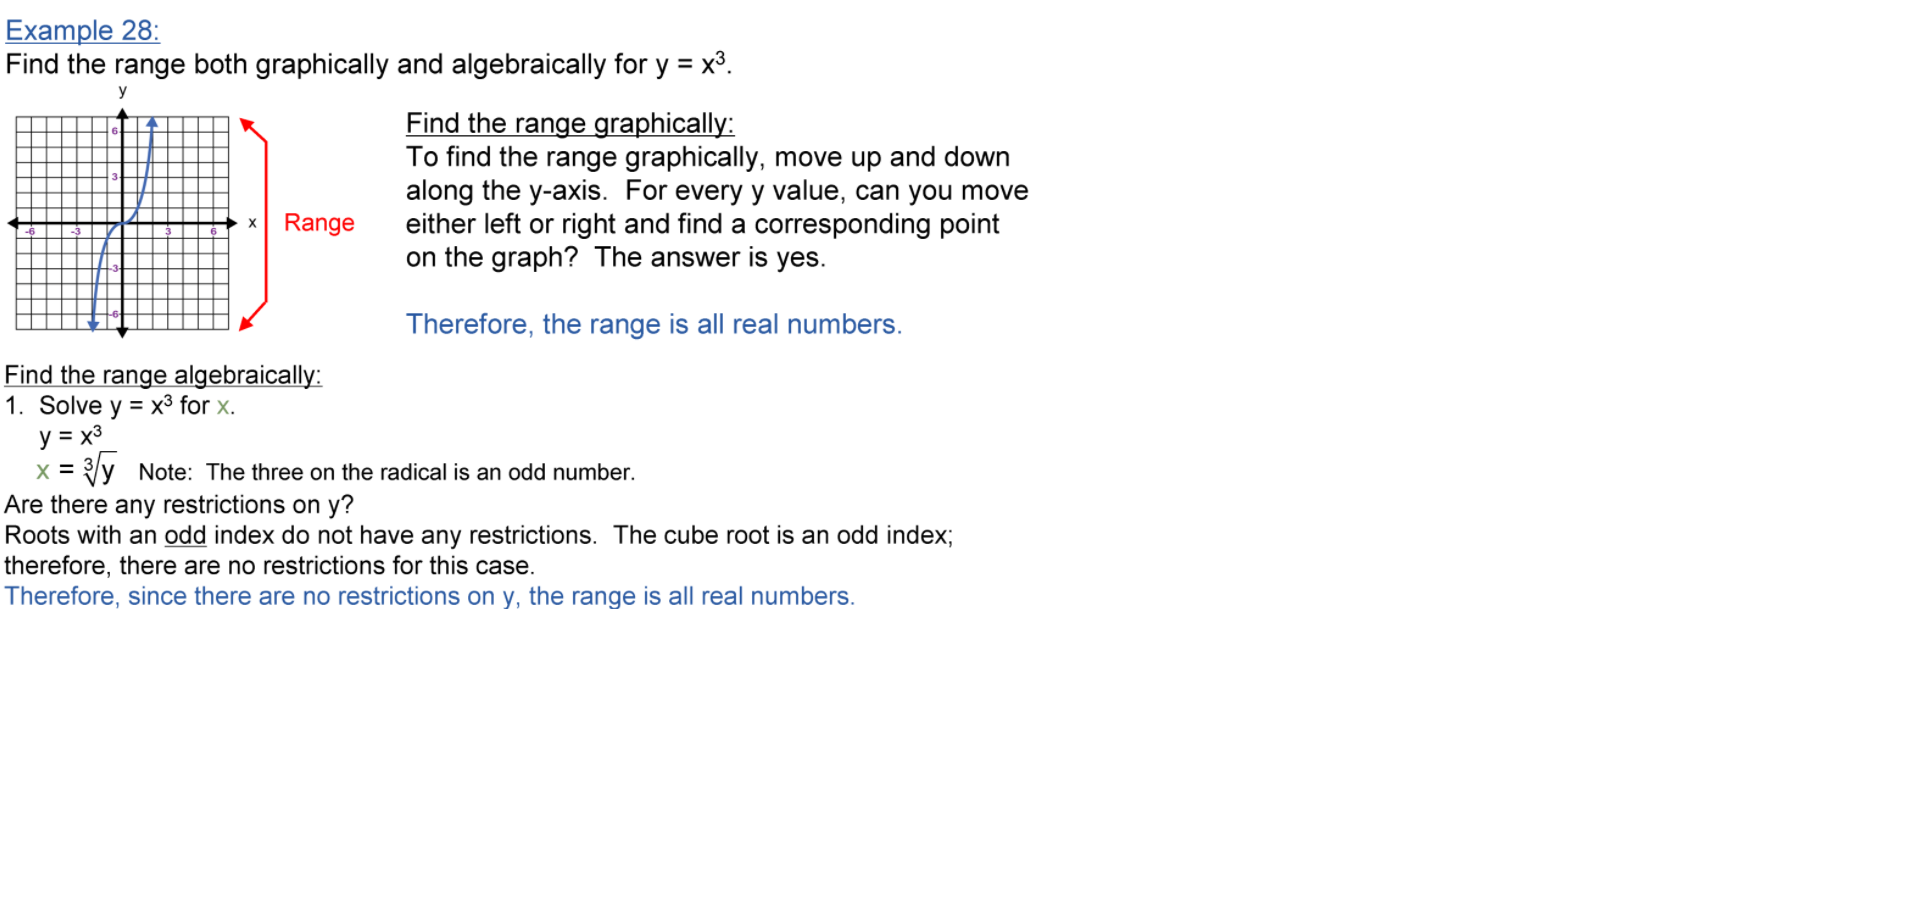 Example 28:
Find the range both graphically and algebraically for y = x³.
y
6
3
-6 -3 3 6
-3
-6
x
Range
Find the range graphically:
To find the range graphically, move up and down
along the y-axis.  For every y value, can you move
either left or right and find a corresponding point
on the graph?  The answer is yes.
Therefore, the range is all real numbers.
Find the range algebraically:
1.  Solve y = x³ for x.
y = x³
x = ∛y   Note:  The three on the radical is an odd number.
Are there any restrictions on y?
Roots with an odd index do not have any restrictions.  The cube root is an odd index;
therefore, there are no restrictions for this case.
Therefore, since there are no restrictions on y, the range is all real numbers.